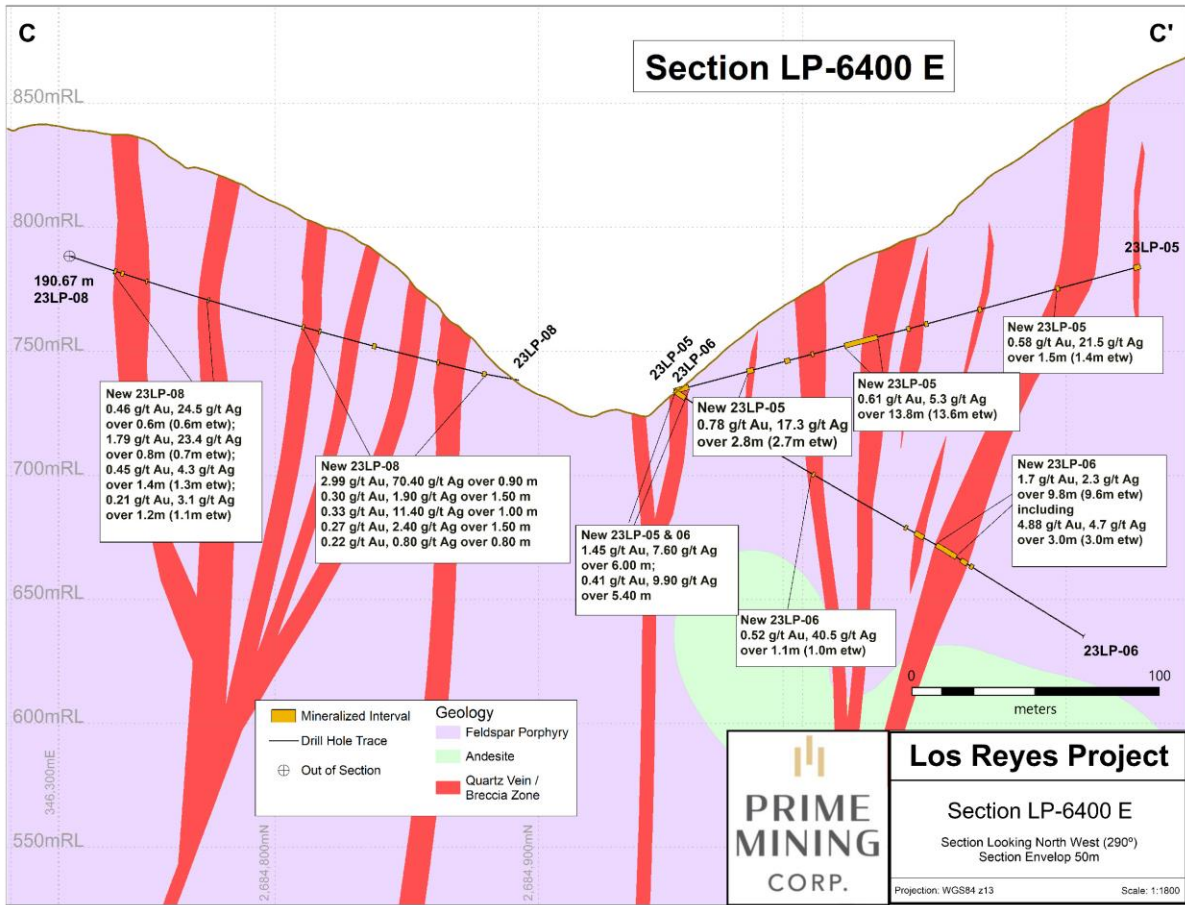 C
C'
Section LP-6400 E
850mRL
800mRL
750mRL
700mRL
650mRL
600mRL
550mRL
190.67 m
23LP-08
23LP-08
23LP-05
23LP-06
23LP-05
23LP-06
New 23LP-08
0.46 g/t Au, 24.5 g/t Ag
over 0.6m (0.6m etw);
1.79 g/t Au, 23.4 g/t Ag
over 0.8m (0.7m etw);
0.45 g/t Au, 4.3 g/t Ag
over 1.4m (1.3m etw);
0.21 g/t Au, 3.1 g/t Ag
over 1.2m (1.1m etw)
New 23LP-08
2.99 g/t Au, 70.40 g/t Ag over 0.90 m
0.30 g/t Au, 1.90 g/t Ag over 1.50 m
0.33 g/t Au, 11.40 g/t Ag over 1.00 m
0.27 g/t Au, 2.40 g/t Ag over 1.50 m
0.22 g/t Au, 0.80 g/t Ag over 0.80 m
New 23LP-05
0.78 g/t Au, 17.3 g/t Ag
over 2.8m (2.7m etw)
New 23LP-05
0.61 g/t Au, 5.3 g/t Ag
over 13.8m (13.6m etw)
New 23LP-05
0.58 g/t Au, 21.5 g/t Ag
over 1.5m (1.4m etw)
New 23LP-05 & 06
1.45 g/t Au, 7.60 g/t Ag
over 6.00 m;
0.41 g/t Au, 9.90 g/t Ag
over 5.40 m
New 23LP-06
0.52 g/t Au, 40.5 g/t Ag
over 1.1m (1.0m etw)
New 23LP-06
1.7 g/t Au, 2.3 g/t Ag
over 9.8m (9.6m etw)
including
4.88 g/t Au, 4.7 g/t Ag
over 3.0m (3.0m etw)
0
100
meters
346,300mE
2,684,800mN
2,684,900mN
Mineralized Interval
Drill Hole Trace
Out of Section
Geology
Feldspar Porphyry
Andesite
Quartz Vein /
Breccia Zone
PRIME
MINING
CORP.
Los Reyes Project
Section LP-6400 E
Section Looking North West (290º)
Section Envelop 50m
Projection: WGS84 z13
Scale: 1:1800